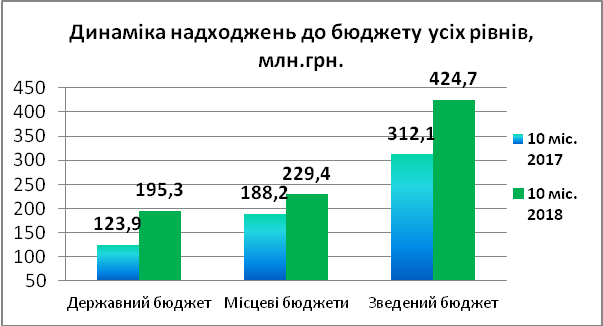 Динаміка надходжень до бюджету усіх рівнів,
млн.грн.
450
400
350
300
250
200
150
100
50
123,9
195,3
188,2
229,4
312,1
424,7
Державний бюджет
Місцеві бюджети
Зведений бюджет
10 міс.
2017
10 міс.
2018